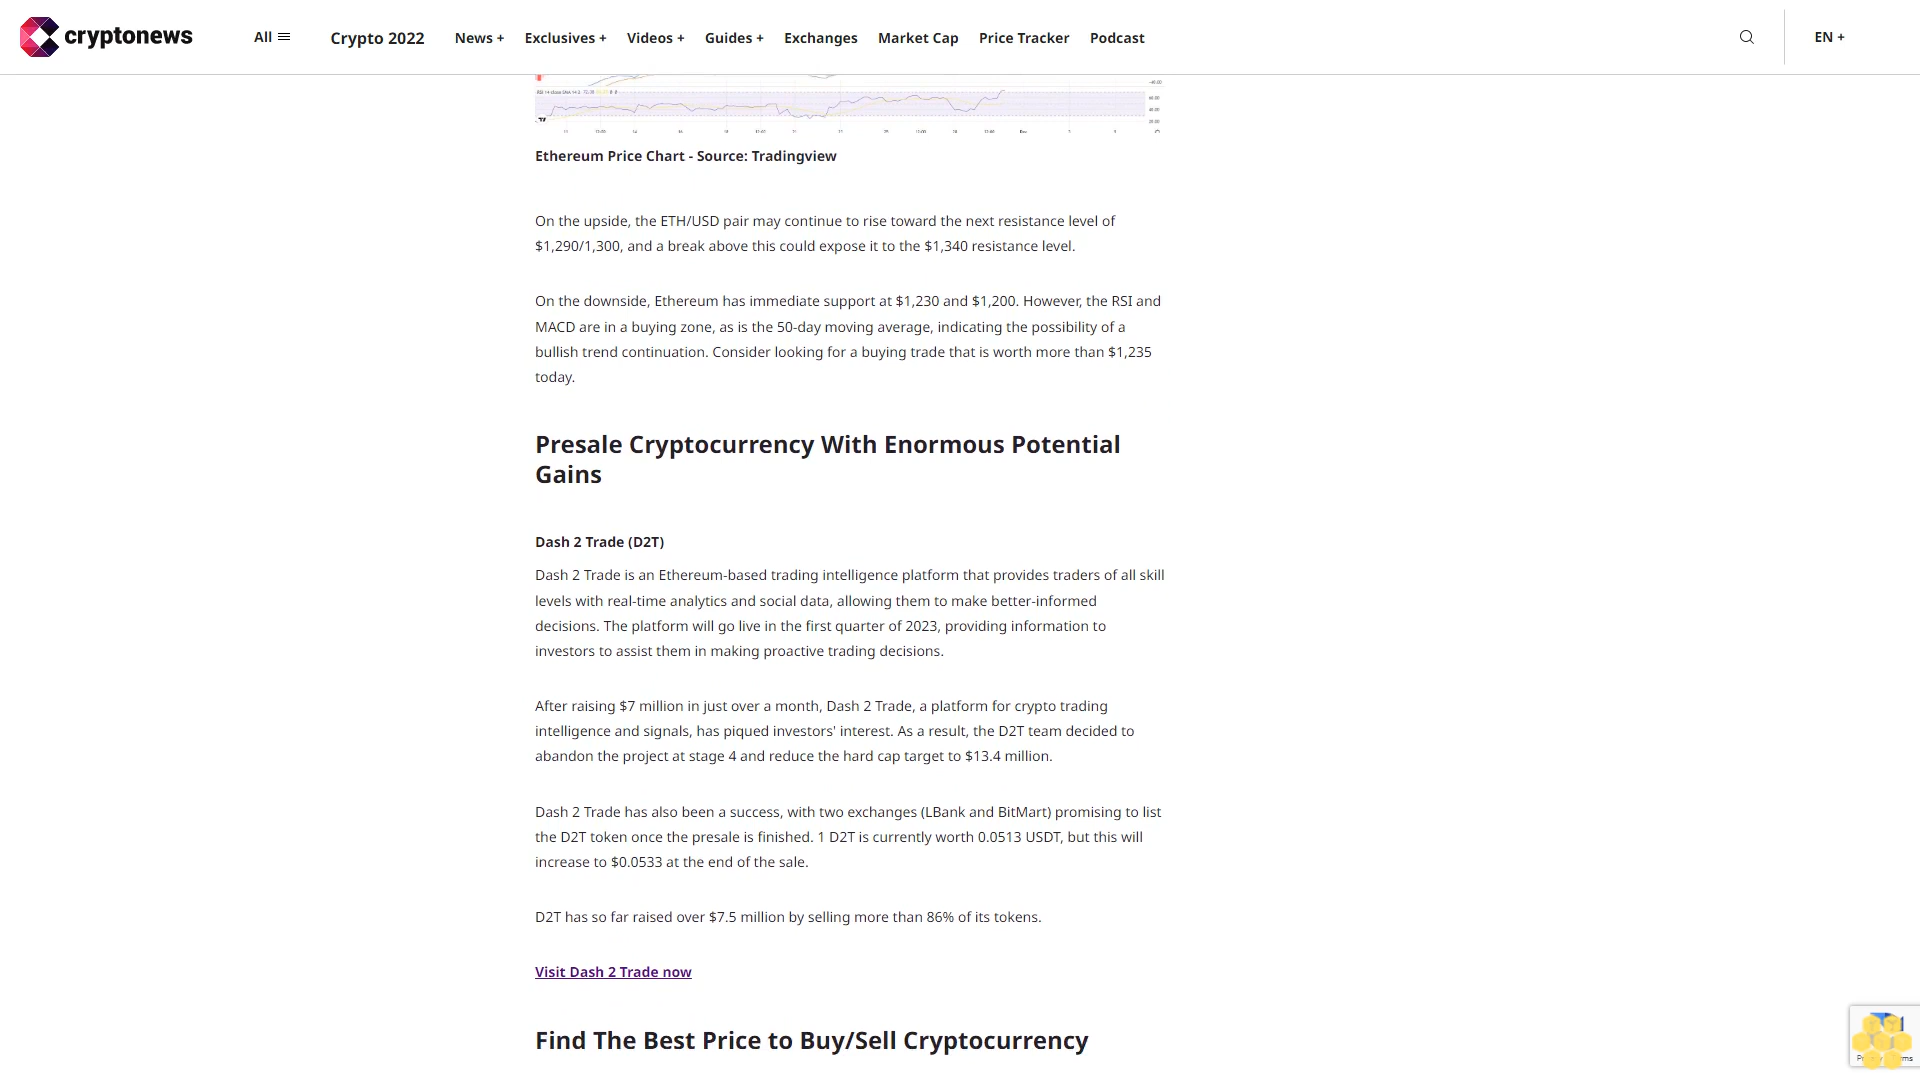 cryptonews
All
Crypto 2022
News +
Exclusives +
Videos +
Guides +
Exchanges
Market Cap
Price Tracker
Podcast
EN +
Ethereum Price Chart - Source: Tradingview
On the upside, the ETH/USD pair may continue to rise toward the next resistance level of
$1,290/1,300, and a break above this could expose it to the $1,340 resistance level.
On the downside, Ethereum has immediate support at $1,230 and $1,200. However, the RSI and
MACD are in a buying zone, as is the 50-day moving average, indicating the possibility of a
bullish trend continuation. Consider looking for a buying trade that is worth more than $1,235
today.
Presale Cryptocurrency With Enormous Potential
Gains
Dash 2 Trade (D2T)
Dash 2 Trade is an Ethereum-based trading intelligence platform that provides traders of all skill
levels with real-time analytics and social data, allowing them to make better-informed
decisions. The platform will go live in the first quarter of 2023, providing information to
investors to assist them in making proactive trading decisions.
After raising $7 million in just over a month, Dash 2 Trade, a platform for crypto trading
intelligence and signals, has piqued investors' interest. As a result, the D2T team decided to
abandon the project at stage 4 and reduce the hard cap target to $13.4 million.
Dash 2 Trade has also been a success, with two exchanges (LBank and BitMart) promising to list
the D2T token once the presale is finished. 1 D2T is currently worth 0.0513 USDT, but this will
increase to $0.0533 at the end of the sale.
D2T has so far raised over $7.5 million by selling more than 86% of its tokens.
Visit Dash 2 Trade now
Find The Best Price to Buy/Sell Cryptocurrency